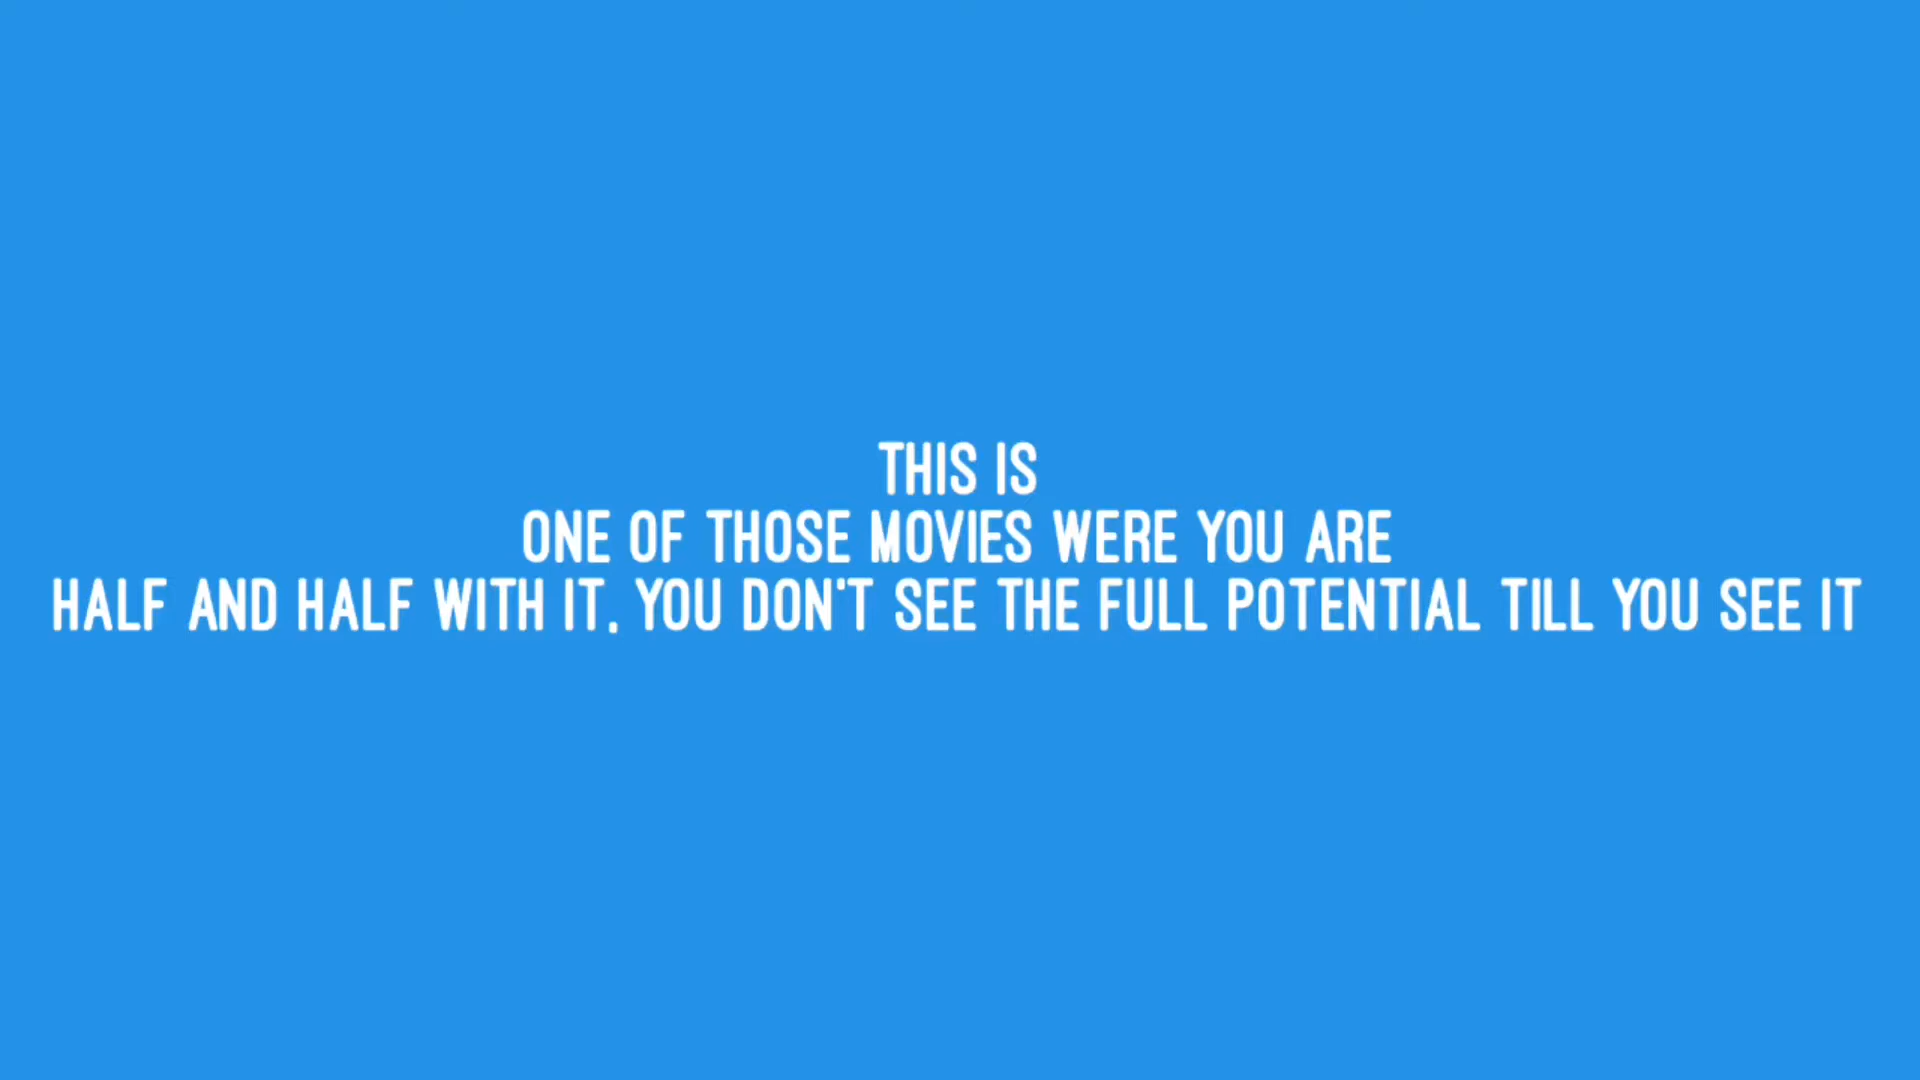 THIS IS
ONE OF THOSE MOVIES WERE YOU ARE
HALF AND HALF WITH IT, YOU DON'T SEE THE FULL POTENTIAL TILL YOU SEE IT